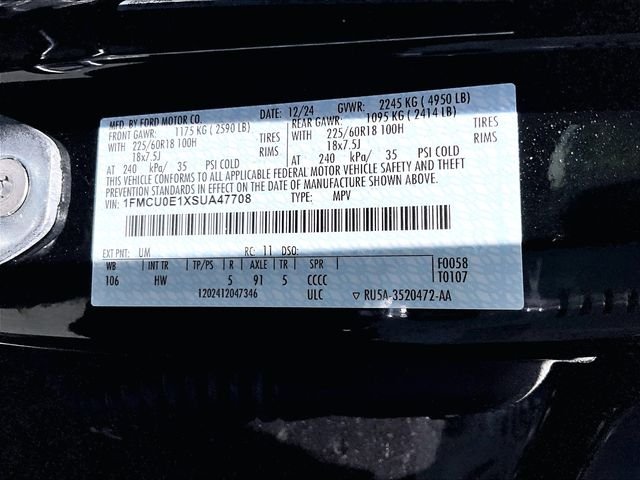 MFD. BY FORD MOTOR CO. DATE: 12/24 GVWR: 2245 KG ( 4950 LB)
FRONT GAWR: 1175 KG ( 2590 LB) REAR GAWR: 1095 KG ( 2414 LB)
WITH 225/60R18 100H TIRES WITH 225/60R18 100H TIRES
18x7.5J RIMS 18x7.5J RIMS
AT 240 kPa/ 35 PSI COLD AT 240 kPa/ 35 PSI COLD
THIS VEHICLE CONFORMS TO ALL APPLICABLE FEDERAL MOTOR VEHICLE SAFETY AND THEFT
PREVENTION STANDARDS IN EFFECT ON THE DATE OF MANUFACTURE SHOWN ABOVE.
VIN: 1FMCU0E1XSUA47708 TYPE: MPV
EXT PNT: UM RC: 11 DSO:
WB INT TR TP/PS R AXLE TR SPR F0058
106 HW 5 91 5 CCCC T0107
1202412047346 ULC ▽ RU5A-3520472-AA